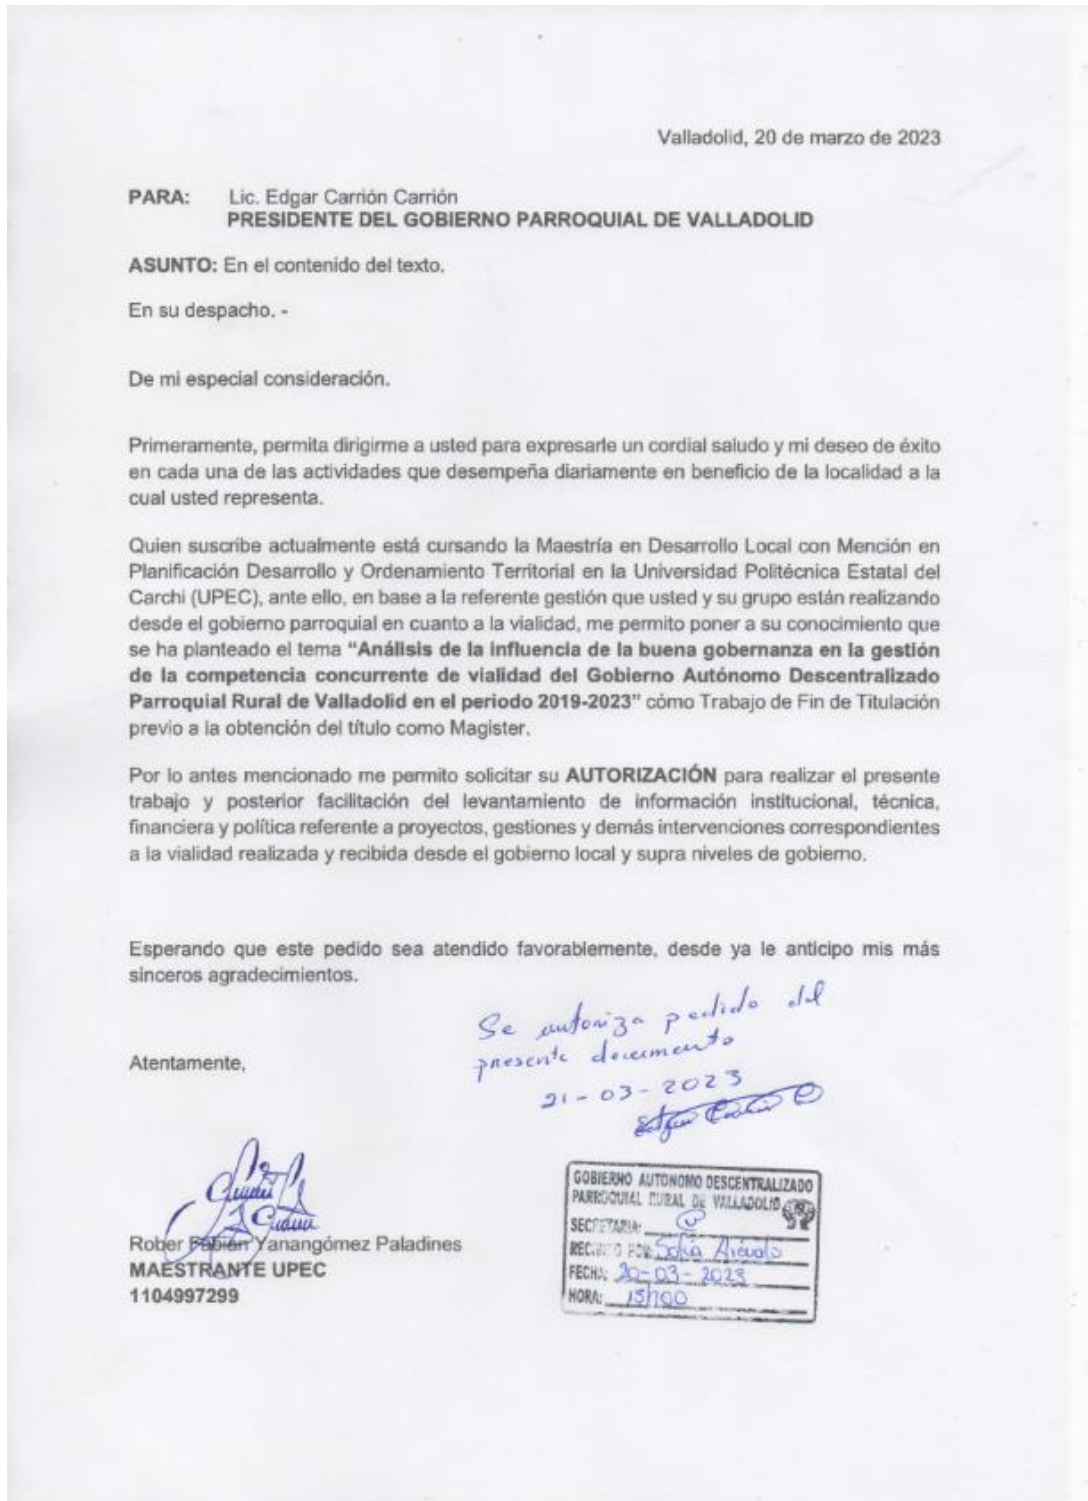 Valladolid, 20 de marzo de 2023
PARA: Lic. Edgar Carrión Carrión
PRESIDENTE DEL GOBIERNO PARROQUIAL DE VALLADOLID
ASUNTO: En el contenido del texto.
En su despacho. -
De mi especial consideración.
Primeramente, permita dirigirme a usted para expresarle un cordial saludo y mi deseo de éxito
en cada una de las actividades que desempeña diariamente en beneficio de la localidad a la
cual usted representa.
Quien suscribe actualmente está cursando la Maestría en Desarrollo Local con Mención en
Planificación Desarrollo y Ordenamiento Territorial en la Universidad Politécnica Estatal del
Carchi (UPEC), ante ello, en base a la referente gestión que usted y su grupo están realizando
desde el gobierno parroquial en cuanto a la vialidad, me permito poner a su conocimiento que
se ha planteado el tema “Análisis de la influencia de la buena gobernanza en la gestión
de la competencia concurrente de vialidad del Gobierno Autónomo Descentralizado
Parroquial Rural de Valladolid en el periodo 2019-2023” cómo Trabajo de Fin de Titulación
previo a la obtención del título como Magister.
Por lo antes mencionado me permito solicitar su AUTORIZACIÓN para realizar el presente
trabajo y posterior facilitación del levantamiento de información institucional, técnica,
financiera y política referente a proyectos, gestiones y demás intervenciones correspondientes
a la vialidad realizada y recibida desde el gobierno local y supra niveles de gobierno.
Esperando que este pedido sea atendido favorablemente, desde ya le anticipo mis más
sinceros agradecimientos.
Se autoriza pedido del
presente documento
21-03-2023
Atentamente,
Rober Fabián Yanangómez Paladines
MAESTRANTE UPEC
1104997299
GOBIERNO AUTONOMO DESCENTRALIZADO
PARROQUIAL RURAL DE VALLADOLID
SECRETARIA:
RECIBIDO POR: Sofia Arévalo
FECHA: 20-03-2023
HORA: 15h00